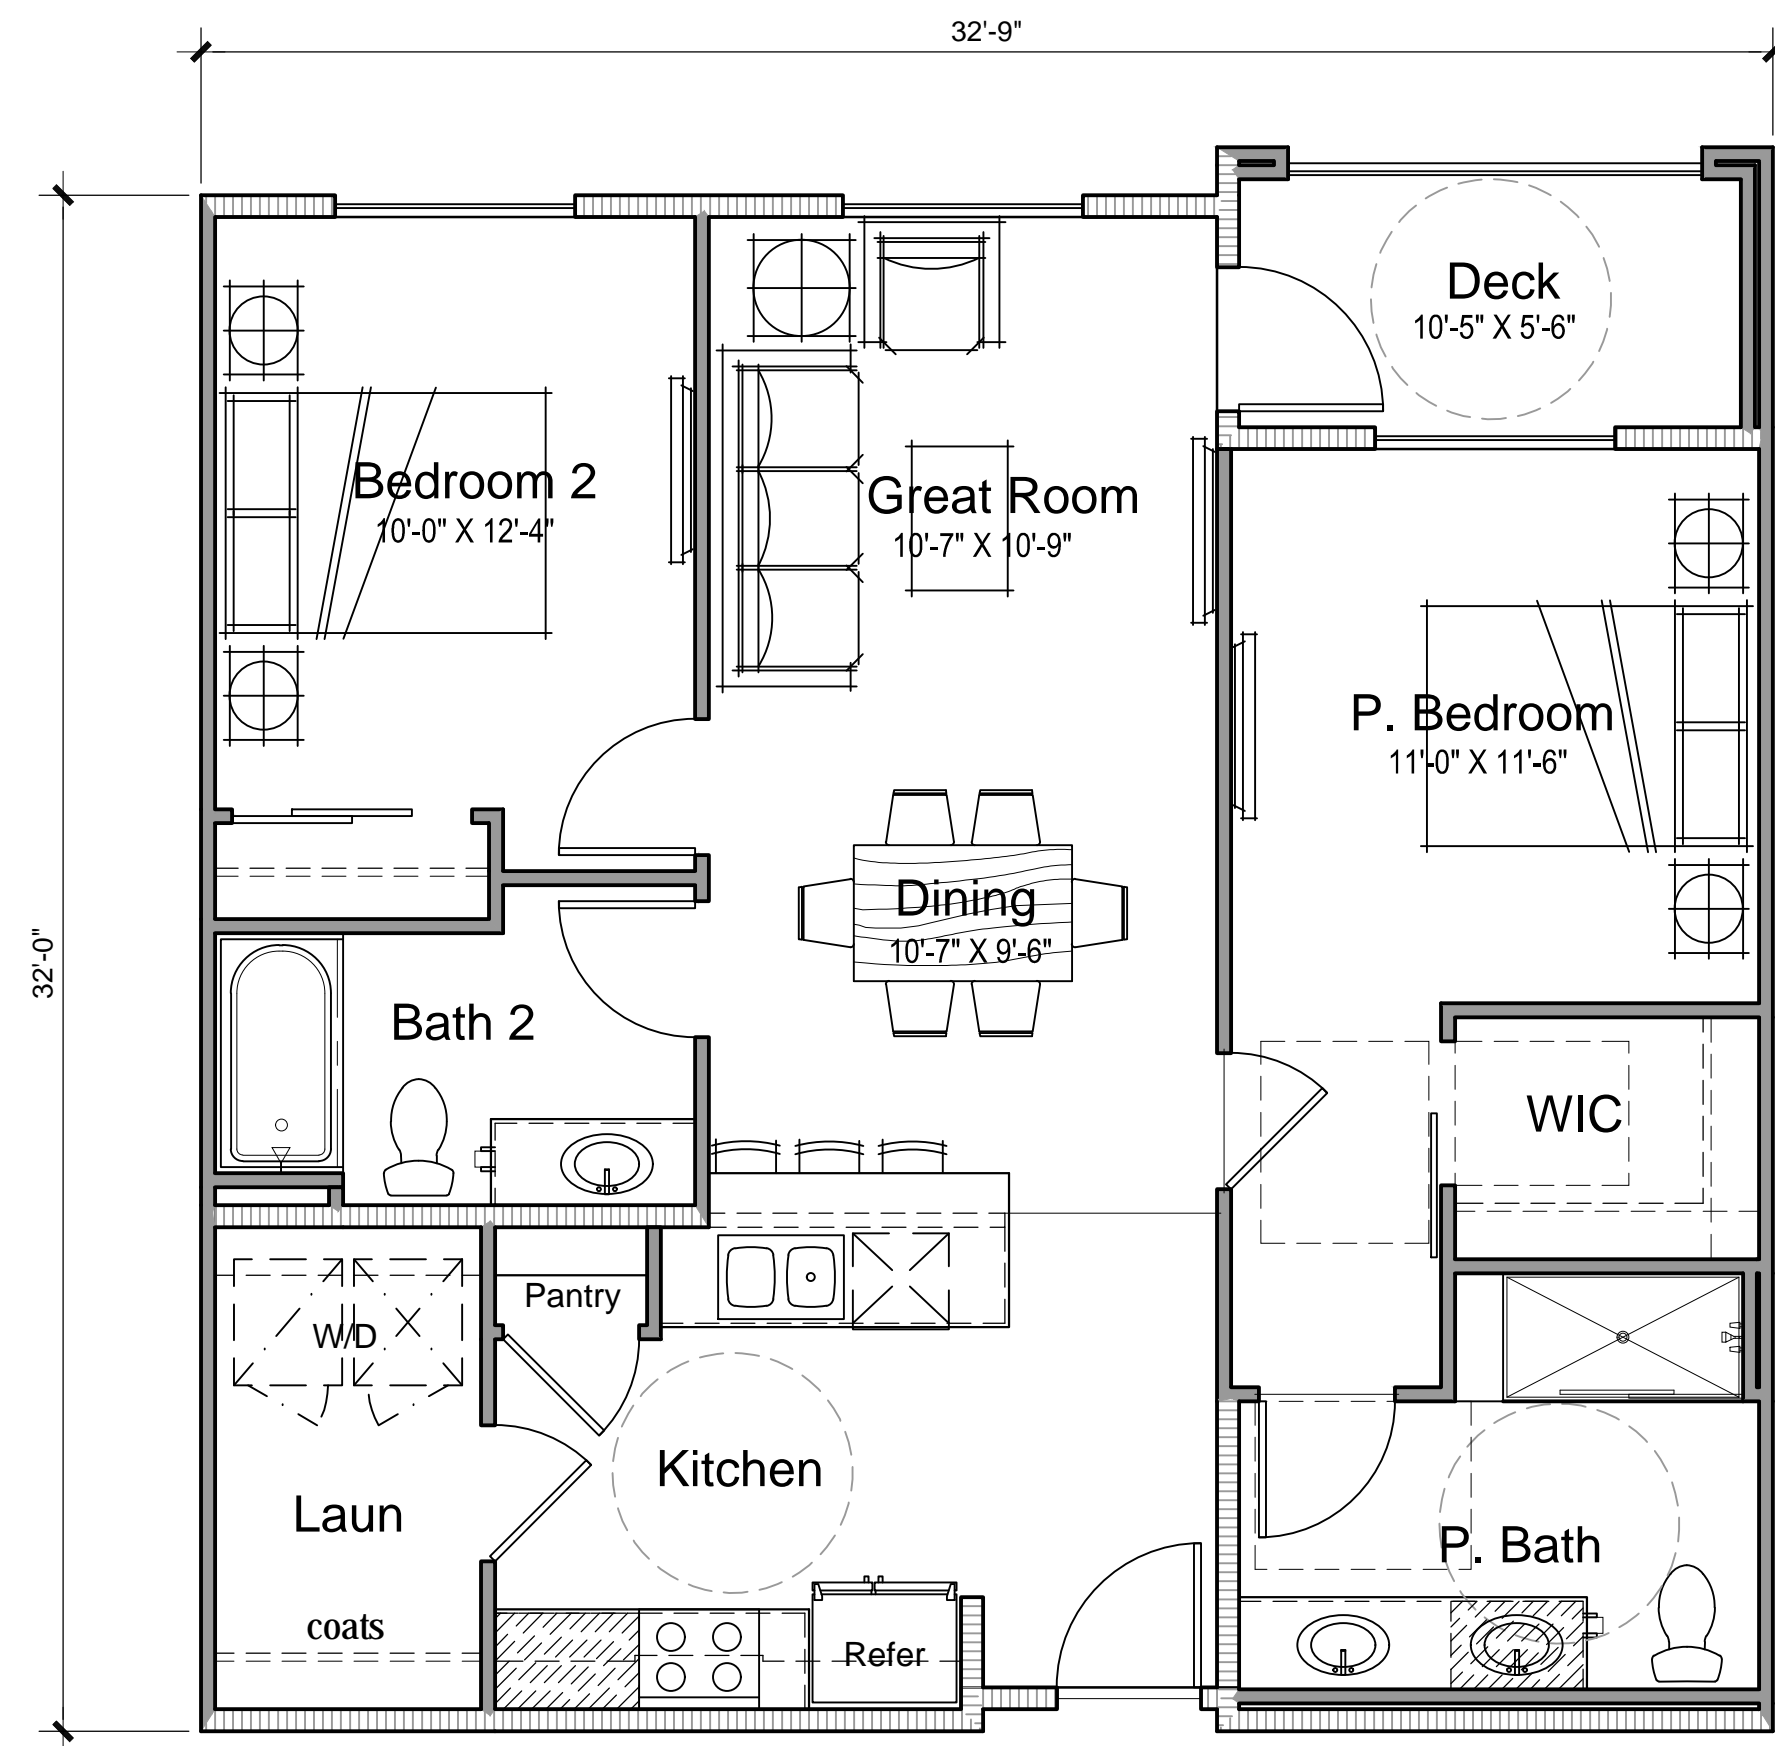 32'-9"
Deck
10'-5" X 5'-6"
Bedroom 2
10'-0" X 12'-4"
Great Room
10'-7" X 10'-9"
P. Bedroom
11'-0" X 11'-6"
Dining
10'-7" X 9'-6"
32'-0"
Bath 2
WIC
Pantry
W/D
Kitchen
Laun
P. Bath
coats
Refer